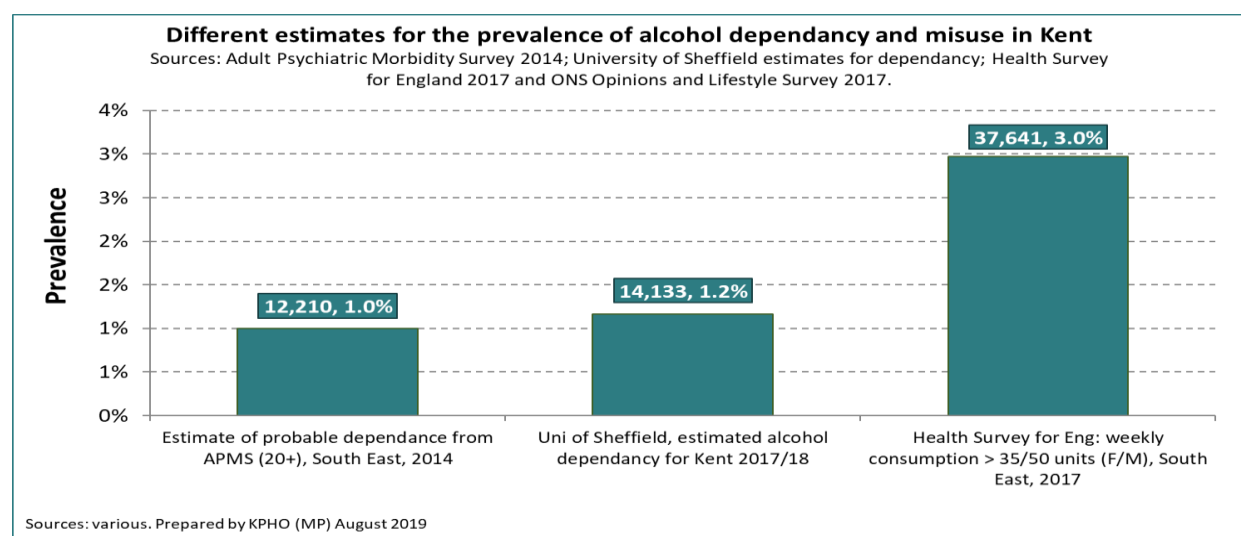 Different estimates for the prevalence of alcohol dependancy and misuse in Kent
Sources: Adult Psychiatric Morbidity Survey 2014; University of Sheffield estimates for dependancy; Health Survey
for England 2017 and ONS Opinions and Lifestyle Survey 2017.
4%
3%
3%
2%
2%
1%
1%
0%
Prevalence
12,210, 1.0%
14,133, 1.2%
37,641, 3.0%
Estimate of probable dependance from
APMS (20+), South East, 2014
Uni of Sheffield, estimated alcohol
dependancy for Kent 2017/18
Health Survey for Eng: weekly
consumption > 35/50 units (F/M), South
East, 2017
Sources: various. Prepared by KPHO (MP) August 2019